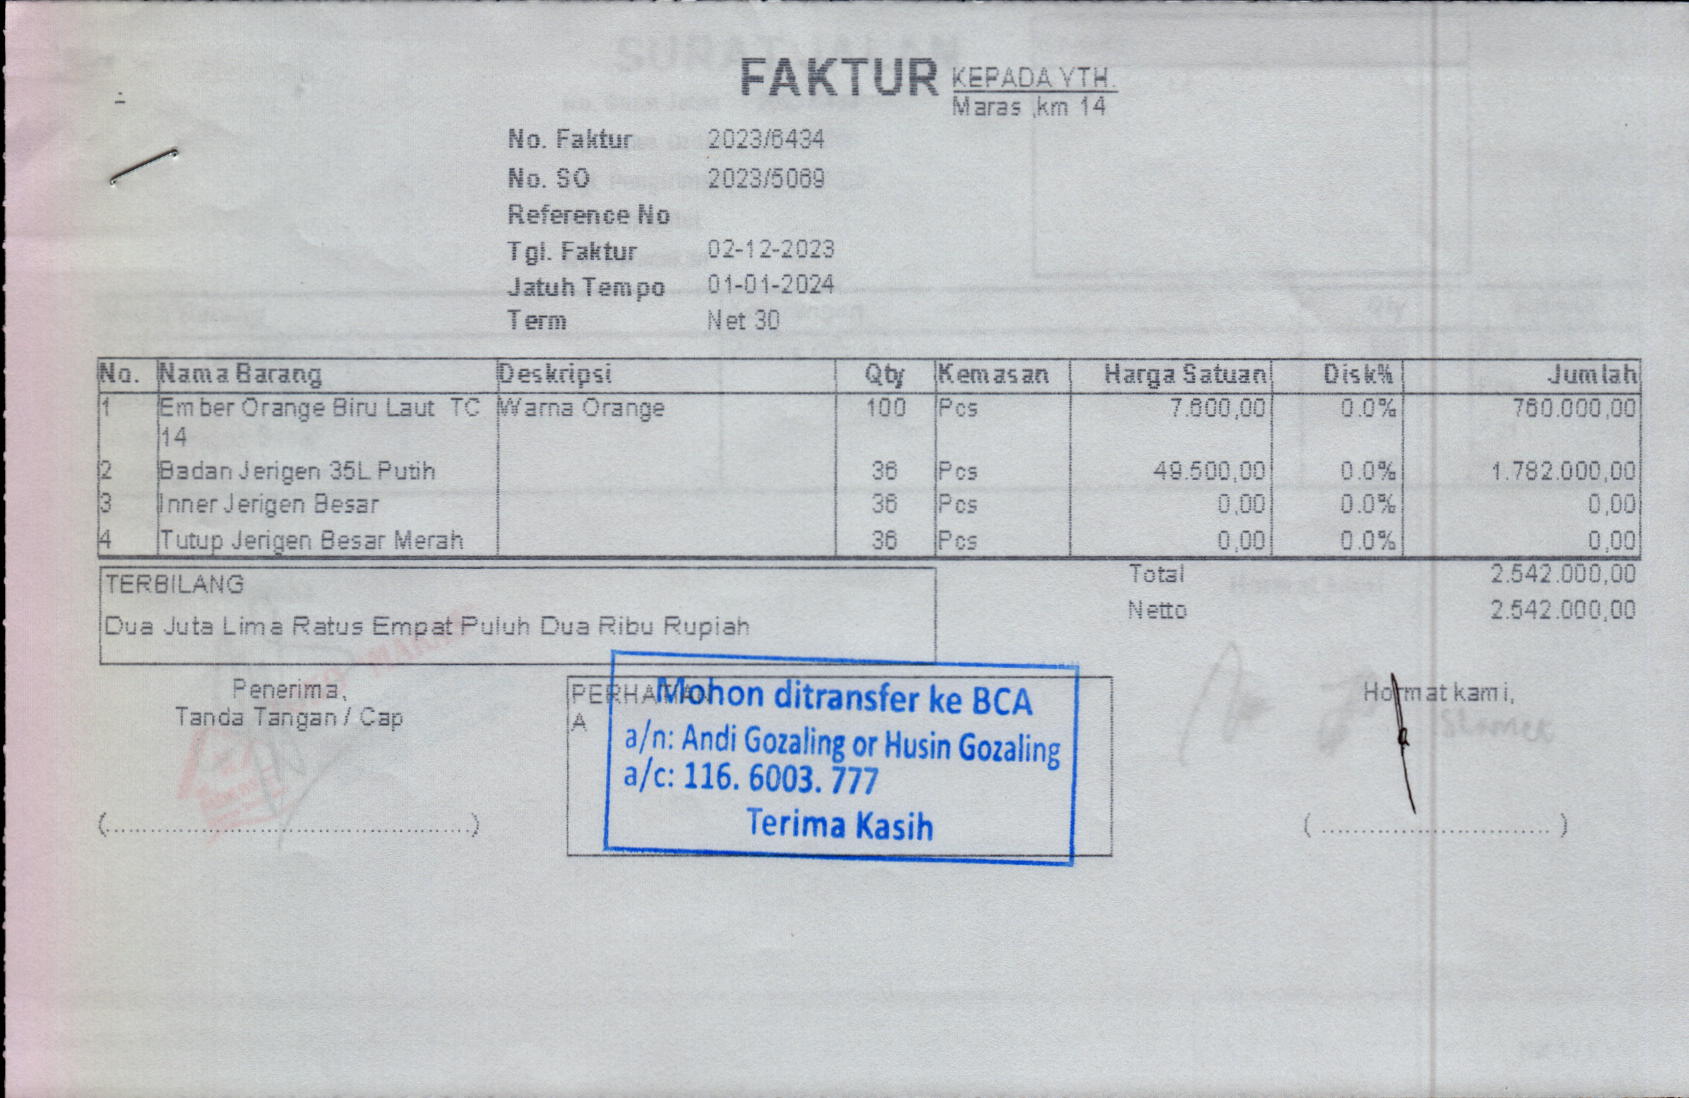 FAKTUR
KEPADA YTH.
Maras ,km 14
No. Faktur 2023/6434
No. SO 2023/5069
Reference No
Tgl. Faktur 02-12-2023
Jatuh Tempo 01-01-2024
Term Net 30
No. Nama Barang Deskripsi Qty Kemasan Harga Satuan Disk% Jumlah
1 Ember Orange Biru Laut TC Warna Orange 100 Pcs 7.600,00 0.0% 760.000,00
14
2 Badan Jerigen 35L Putih 36 Pcs 49.500,00 0.0% 1.782.000,00
3 Inner Jerigen Besar 36 Pcs 0,00 0.0% 0,00
4 Tutup Jerigen Besar Merah 36 Pcs 0,00 0.0% 0,00
TERBILANG
Dua Juta Lima Ratus Empat Puluh Dua Ribu Rupiah
Total 2.542.000,00
Netto 2.542.000,00
Penerima,
Tanda Tangan / Cap
PERHATIAN
A
Mohon ditransfer ke BCA
a/n: Andi Gozaling or Husin Gozaling
a/c: 116. 6003. 777
Terima Kasih
Hormat kami,
Slamet